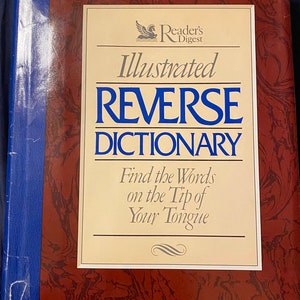 Reader's
Digest
Illustrated
REVERSE
DICTIONARY
Find the Words
on the Tip of
Your Tongue